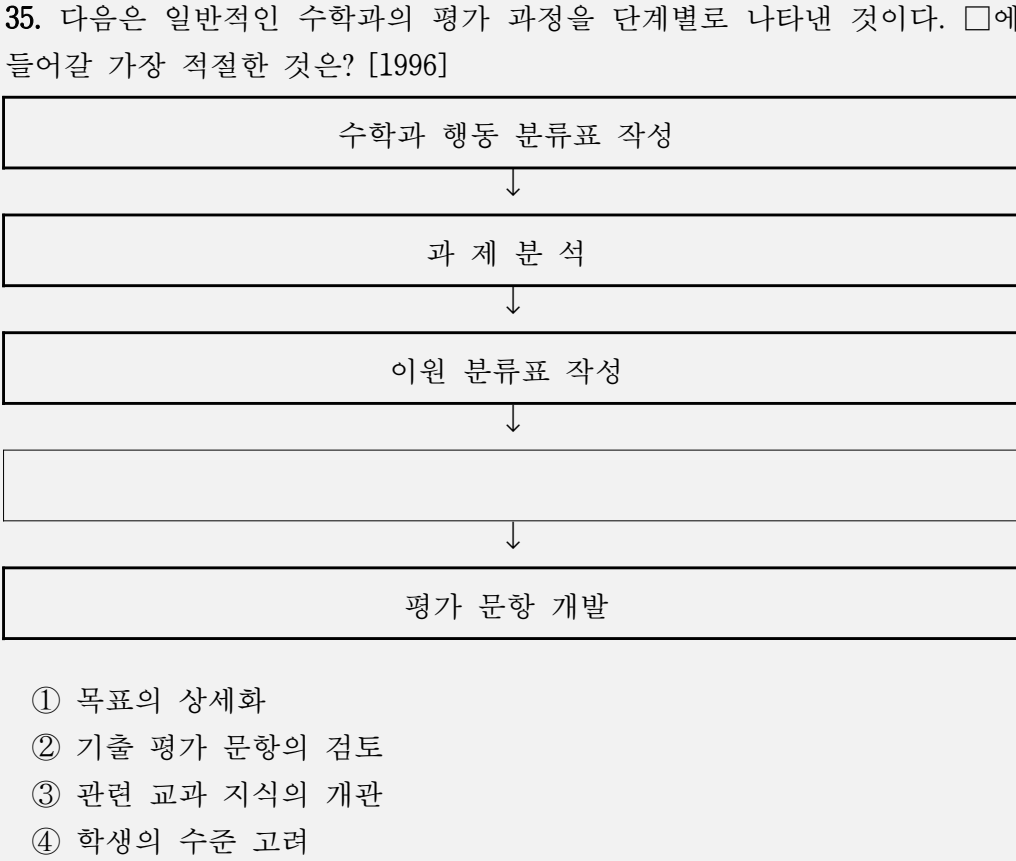 35. 다음은 일반적인 수학과의 평가 과정을 단계별로 나타낸 것이다. □에
들어갈 가장 적절한 것은? [1996]
수학과 행동 분류표 작성
↓
과 제 분 석
↓
이원 분류표 작성
↓
↓
평가 문항 개발
① 목표의 상세화
② 기출 평가 문항의 검토
③ 관련 교과 지식의 개관
④ 학생의 수준 고려